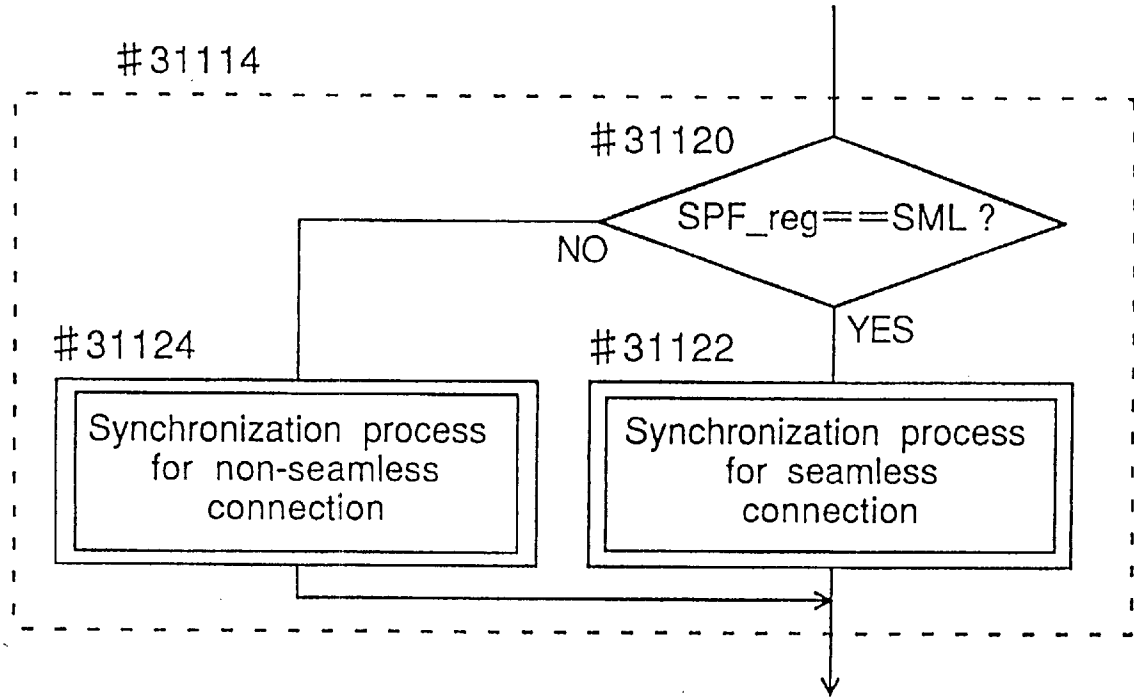 #31114
#31120
SPF_reg==SML ?
NO
YES
#31124
#31122
Synchronization process
for non-seamless
connection
Synchronization process
for seamless
connection